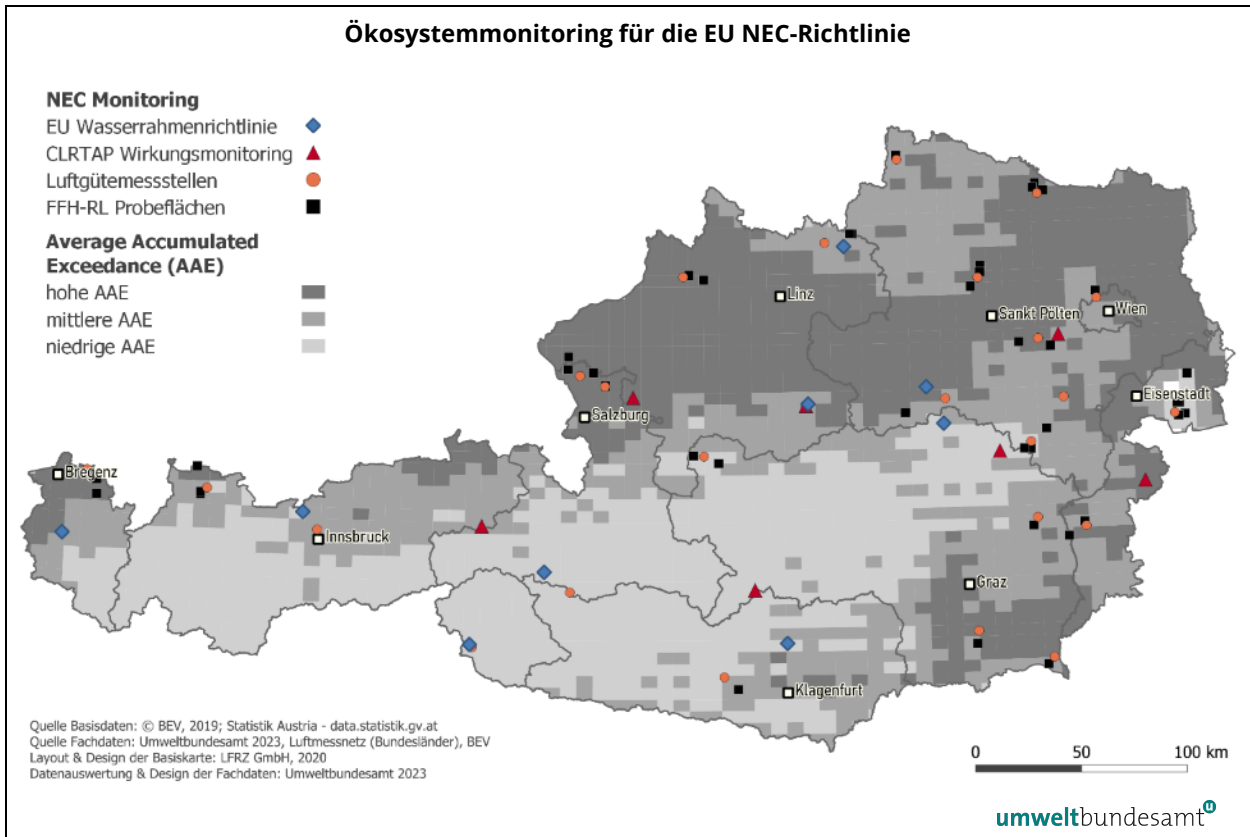 Ökosystemmonitoring für die EU NEC-Richtlinie
NEC Monitoring
EU Wasserrahmenrichtlinie
CLRTAP Wirkungsmonitoring
Luftgütemessstellen
FFH-RL Probeflächen
Average Accumulated
Exceedance (AAE)
hohe AAE
mittlere AAE
niedrige AAE
Linz
Sankt Pölten
Wien
Eisenstadt
Salzburg
Bregenz
Innsbruck
Graz
Klagenfurt
Quelle Basisdaten: © BEV, 2019; Statistik Austria - data.statistik.gv.at
Quelle Fachdaten: Umweltbundesamt 2023, Luftmessnetz (Bundesländer), BEV
Layout & Design der Basiskarte: LFRZ GmbH, 2020
Datenauswertung & Design der Fachdaten: Umweltbundesamt 2023
0 50 100 km
umweltbundesamt u